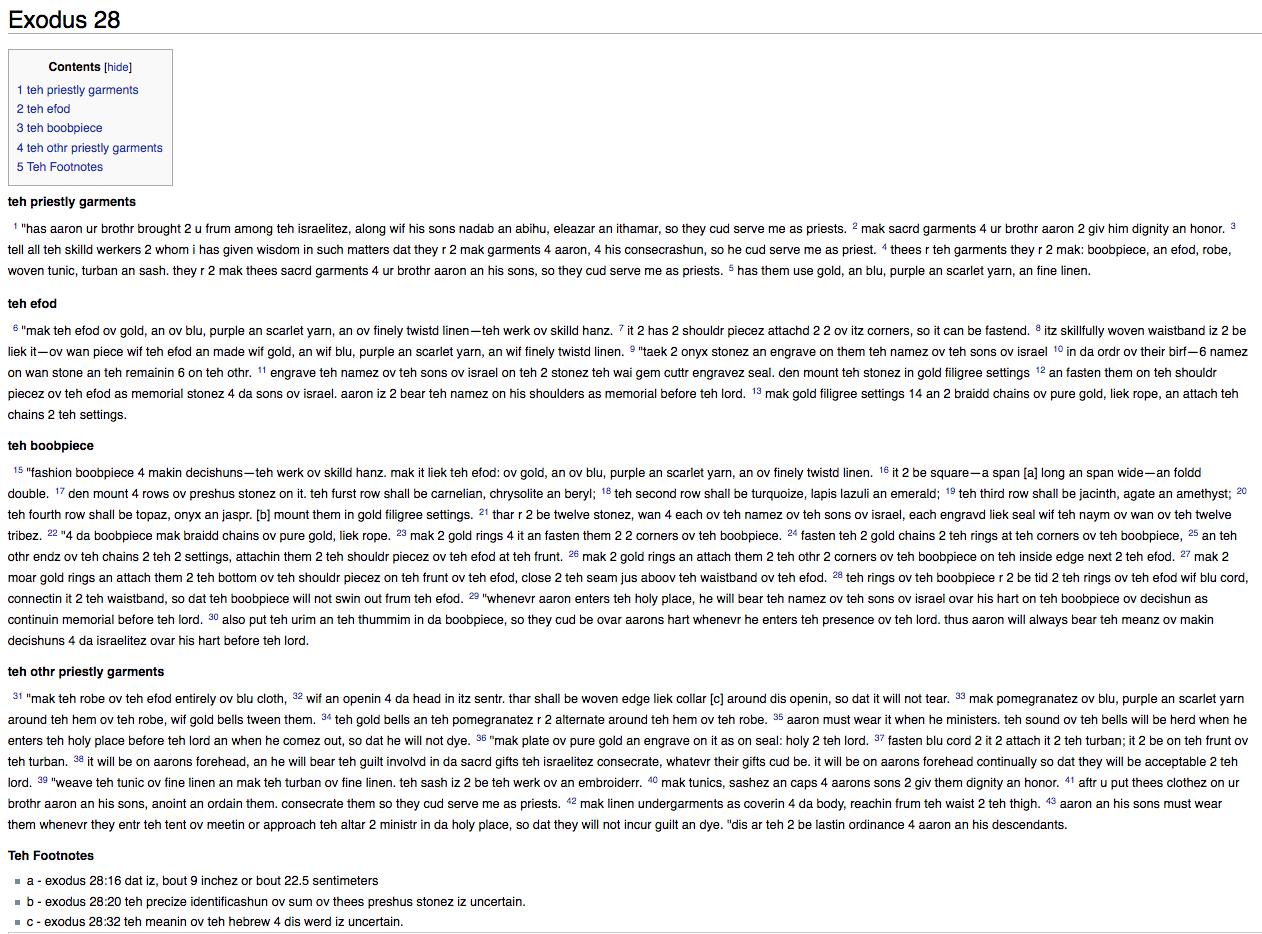 Exodus 28
Contents [hide]
1 teh priestly garments
2 teh efod
3 teh boobpiece
4 teh othr priestly garments
5 Teh Footnotes
teh priestly garments
1 "has aaron ur brothr brought 2 u frum among teh israelitez, along wif his sons nadab an abihu, eleazar an ithamar, so they cud serve me as priests. 2 mak sacrd garments 4 ur brothr aaron 2 giv him dignity an honor. 3
tell all teh skilld werkers 2 whom i has given wisdom in such matters dat they r 2 mak garments 4 aaron, 4 his consecrashun, so he cud serve me as priest. 4 thees r teh garments they r 2 mak: boobpiece, an efod, robe,
woven tunic, turban an sash. they r 2 mak thees sacrd garments 4 ur brothr aaron an his sons, so they cud serve me as priests. 5 has them use gold, an blu, purple an scarlet yarn, an fine linen.
teh efod
6 "mak teh efod ov gold, an ov blu, purple an scarlet yarn, an ov finely twistd linen—teh werk ov skilld hanz. 7 it 2 has 2 shouldr piecez attachd 2 2 ov itz corners, so it can be fastend. 8 itz skillfully woven waistband iz 2 be
liek it—ov wan piece wif teh efod an made wif gold, an wif blu, purple an scarlet yarn, an wif finely twistd linen. 9 "taek 2 onyx stonez an engrave on them teh namez ov teh sons ov israel 10 in da ordr ov their birf—6 namez
on wan stone an teh remainin 6 on teh othr. 11 engrave teh namez ov teh sons ov israel on teh 2 stonez teh wai gem cuttr engravez seal. den mount teh stonez in gold filigree settings 12 an fasten them on teh shouldr
piecez ov teh efod as memorial stonez 4 da sons ov israel. aaron iz 2 bear teh namez on his shoulders as memorial before teh lord. 13 mak gold filigree settings 14 an 2 braidd chains ov pure gold, liek rope, an attach teh
chains 2 teh settings.
teh boobpiece
15 "fashion boobpiece 4 makin decishuns—teh werk ov skilld hanz. mak it liek teh efod: ov gold, an ov blu, purple an scarlet yarn, an ov finely twistd linen. 16 it 2 be square—a span [a] long an span wide—an foldd
double. 17 den mount 4 rows ov preshus stonez on it. teh furst row shall be carnelian, chrysolite an beryl; 18 teh second row shall be turquoize, lapis lazuli an emerald; 19 teh third row shall be jacinth, agate an amethyst; 20
teh fourth row shall be topaz, onyx an jaspr. [b] mount them in gold filigree settings. 21 thar r 2 be twelve stonez, wan 4 each ov teh namez ov teh sons ov israel, each engravd liek seal wif teh naym ov wan ov teh twelve
tribez. 22 "4 da boobpiece mak braidd chains ov pure gold, liek rope. 23 mak 2 gold rings 4 it an fasten them 2 2 corners ov teh boobpiece. 24 fasten teh 2 gold chains 2 teh rings at teh corners ov teh boobpiece, 25 an teh
othr endz ov teh chains 2 teh 2 settings, attachin them 2 teh shouldr piecez ov teh efod at teh frunt. 26 mak 2 gold rings an attach them 2 teh othr 2 corners ov teh boobpiece on teh inside edge next 2 teh efod. 27 mak 2
moar gold rings an attach them 2 teh bottom ov teh shouldr piecez on teh frunt ov teh efod, close 2 teh seam jus aboov teh waistband ov teh efod. 28 teh rings ov teh boobpiece r 2 be tid 2 teh rings ov teh efod wif blu cord,
connectin it 2 teh waistband, so dat teh boobpiece will not swin out frum teh efod. 29 "whenevr aaron enters teh holy place, he will bear teh namez ov teh sons ov israel ovar his hart on teh boobpiece ov decishun as
continuin memorial before teh lord. 30 also put teh urim an teh thummim in da boobpiece, so they cud be ovar aarons hart whenevr he enters teh presence ov teh lord. thus aaron will always bear teh meanz ov makin
decishuns 4 da israelitez ovar his hart before teh lord.
teh othr priestly garments
31 "mak teh robe ov teh efod entirely ov blu cloth, 32 wif an openin 4 da head in itz sentr. thar shall be woven edge liek collar [c] around dis openin, so dat it will not tear. 33 mak pomegranatez ov blu, purple an scarlet yarn
around teh hem ov teh robe, wif gold bells tween them. 34 teh gold bells an teh pomegranatez r 2 alternate around teh hem ov teh robe. 35 aaron must wear it when he ministers. teh sound ov teh bells will be herd when he
enters teh holy place before teh lord an when he comez out, so dat he will not dye. 36 "mak plate ov pure gold an engrave on it as on seal: holy 2 teh lord. 37 fasten blu cord 2 it 2 attach it 2 teh turban; it 2 be on teh frunt ov
teh turban. 38 it will be on aarons forehead, an he will bear teh guilt involvd in da sacrd gifts teh israelitez consecrate, whatevr their gifts cud be. it will be on aarons forehead continually so dat they will be acceptable 2 teh
lord. 39 "weave teh tunic ov fine linen an mak teh turban ov fine linen. teh sash iz 2 be teh werk ov an embroiderr. 40 mak tunics, sashez an caps 4 aarons sons 2 giv them dignity an honor. 41 aftr u put thees clothez on ur
brothr aaron an his sons, anoint an ordain them. consecrate them so they cud serve me as priests. 42 mak linen undergarments as coverin 4 da body, reachin frum teh waist 2 teh thigh. 43 aaron an his sons must wear
them whenevr they entr teh tent ov meetin or approach teh altar 2 ministr in da holy place, so dat they will not incur guilt an dye. "dis ar teh 2 be lastin ordinance 4 aaron an his descendants.
Teh Footnotes
a - exodus 28:16 dat iz, bout 9 inchez or bout 22.5 sentimeters
b - exodus 28:20 teh precize identificashun ov sum ov thees preshus stonez iz uncertain.
c - exodus 28:32 teh meanin ov teh hebrew 4 dis werd iz uncertain.